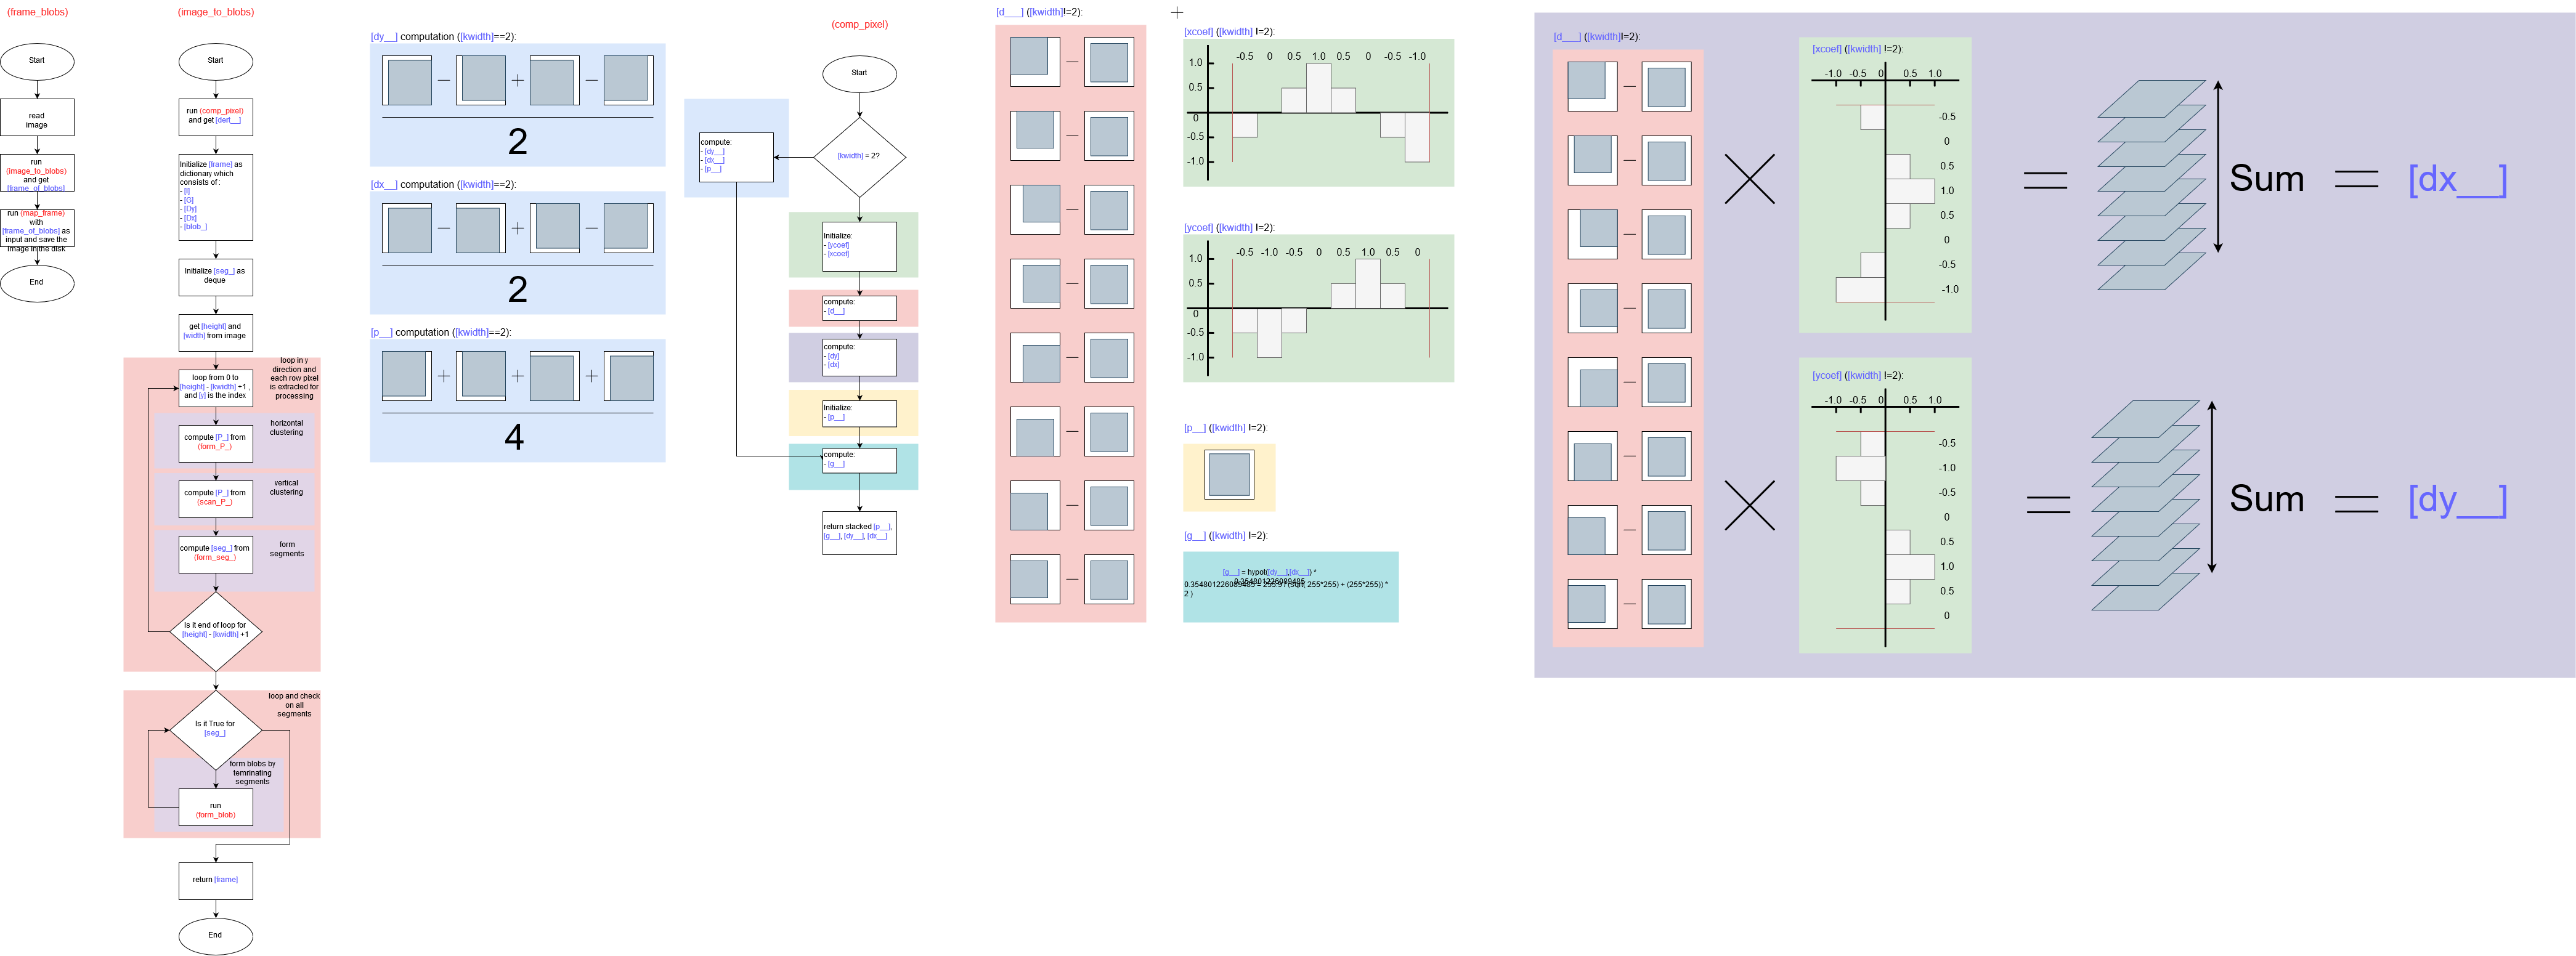 (frame_blobs)
Start
read
image
run
(image_to_blobs)
and get
[frame_of_blobs]
run (map_frame)
with
[frame_of_blobs] as
input and save the
image in the disk
End
(image_to_blobs)
Start
run (comp_pixel)
and get [dert__]
Initialize [frame] as
dictionary which
consists of :
- [I]
- [G]
- [Dy]
- [Dx]
- [blob_]
Initialize [seg_] as
deque
get [height] and
[width] from image
loop in y
direction and
each row pixel
is extracted for
processing
loop from 0 to
[height] - [kwidth] +1 ,
and [y] is the index
horizontal
clustering
compute [P_] from
(form_P_)
vertical
clustering
compute [P_] from
(scan_P_)
form
segments
compute [seg_] from
(form_seg_)
Is it end of loop for
[height] - [kwidth] +1
loop and check
on all
segments
Is it True for
[seg_]
form blobs by
temrinating
segments
run
(form_blob)
return [frame]
End
[dy__] computation ([kwidth]==2):
2
[dx__] computation ([kwidth]==2):
2
[p__] computation ([kwidth]==2):
4
(comp_pixel)
Start
[kwidth] = 2?
compute:
- [dy__]
- [dx__]
- [p__]
Initialize:
- [ycoef]
- [xcoef]
compute:
- [d__]
compute:
- [dy]
- [dx]
Initialize:
- [p__]
compute:
- [g__]
return stacked [p__],
[g__], [dy__], [dx__]
[d___] ([kwidth]!=2):
[xcoef] ([kwidth] !=2):
-0.5 0 0.5 1.0 0.5 0 -0.5 -1.0
1.0
0.5
0
-0.5
-1.0
[ycoef] ([kwidth] !=2):
-0.5 -1.0 -0.5 0 0.5 1.0 0.5 0
1.0
0.5
0
-0.5
-1.0
[p__] ([kwidth] !=2):
[g__] ([kwidth] !=2):
[g__] = hypot([dy__],[dx__]) *
0.354801226089485
0.354801226089485 = 255.9 / (sqrt( 255*255) + (255*255)) *
2 )
[d___] ([kwidth]!=2):
[xcoef] ([kwidth] !=2):
-1.0 -0.5 0 0.5 1.0
-0.5
0
0.5
1.0
0.5
0
-0.5
-1.0
Sum
[dx__]
[ycoef] ([kwidth] !=2):
-1.0 -0.5 0 0.5 1.0
-0.5
-1.0
-0.5
0
0.5
1.0
0.5
0
Sum
[dy__]